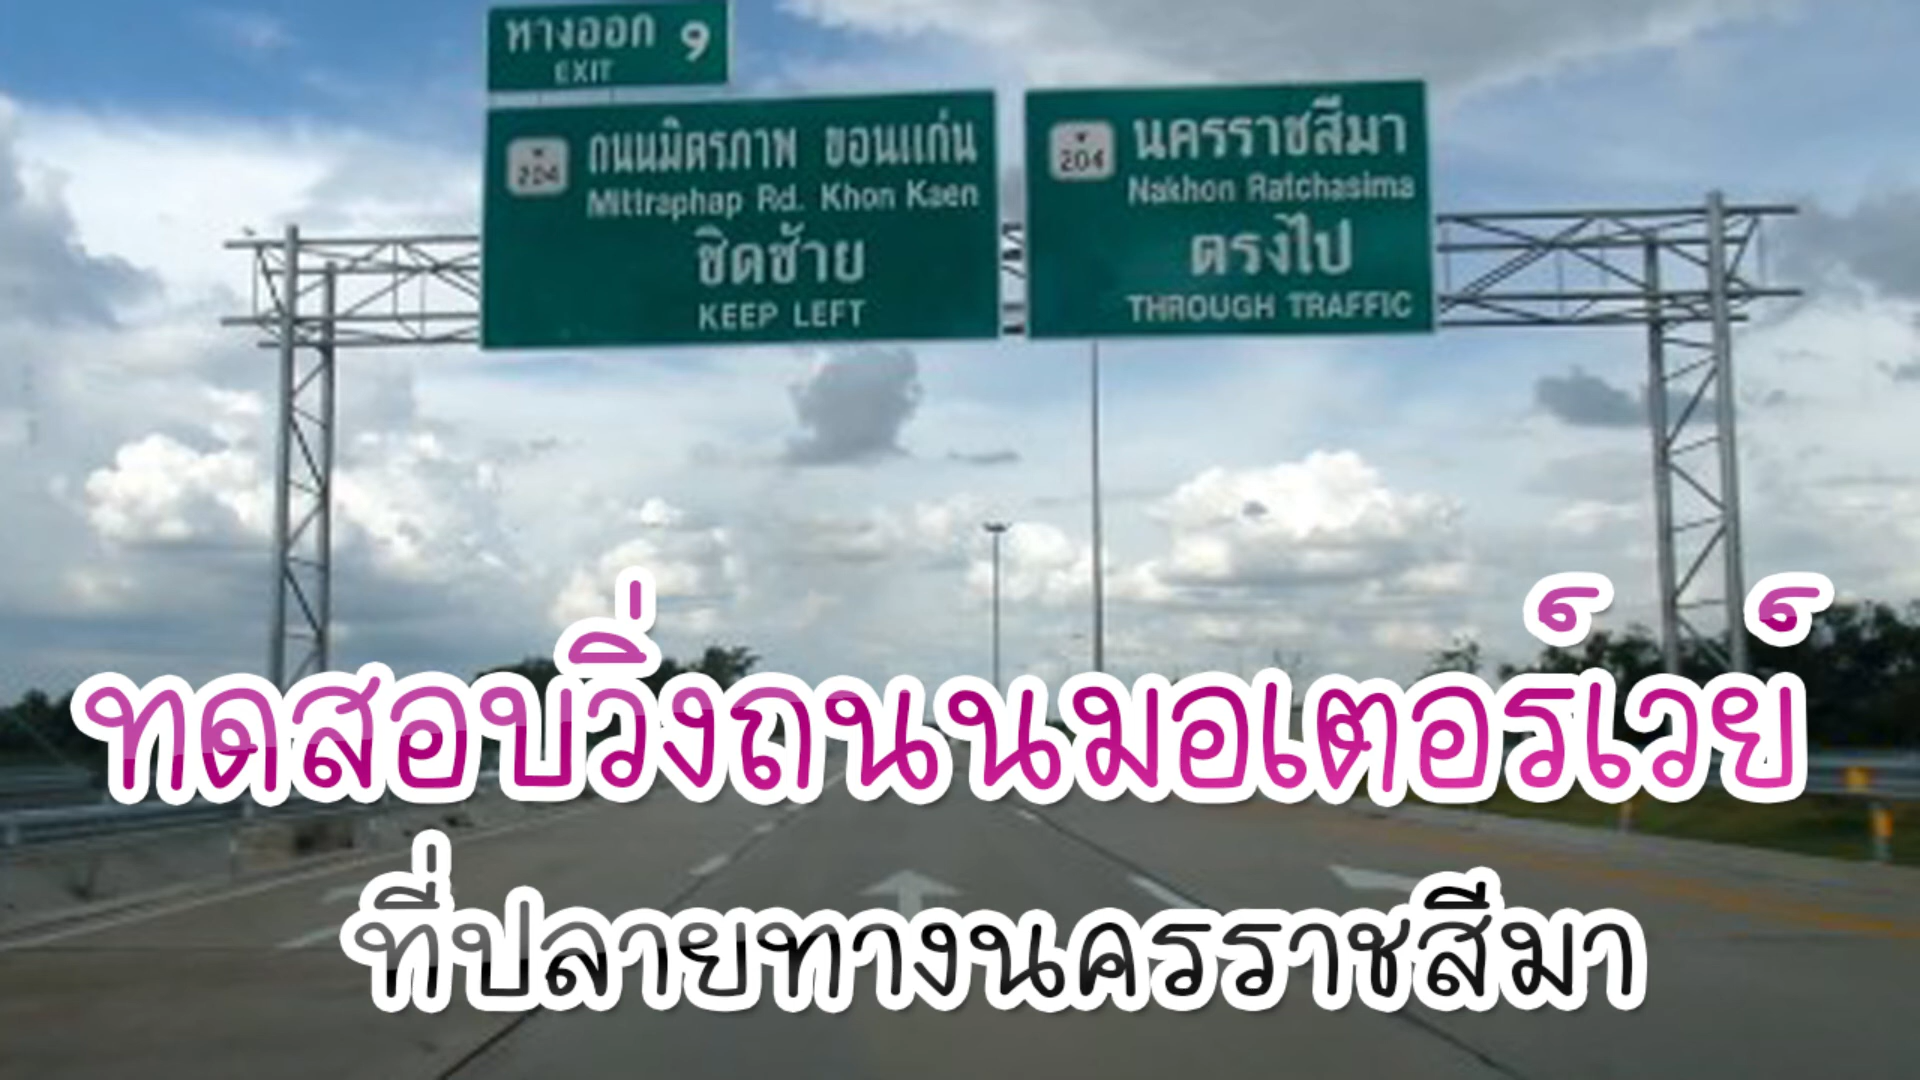 ทางออก 9
EXIT
204 ถนนมิตรภาพ ขอนแก่น
Mittraphap Rd. Khon Kaen
ชิดซ้าย
KEEP LEFT
204 นครราชสีมา
Nakhon Ratchasima
ตรงไป
THROUGH TRAFFIC
ทดสอบวิ่งถนนมอเตอร์เวย์
ที่ปลายทางนครราชสีมา